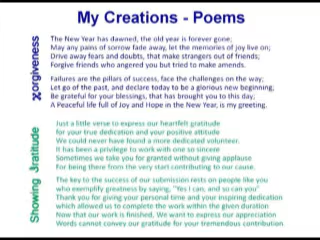 My Creations - Poems
Xorgiveness
The New Year has dawned, the old year is forever gone;
May any pains of sorrow fade away, let the memories of joy live on;
Drive away fears and doubts, that make strangers out of friends;
Forgive friends who angered you but tried to make amends.
Failures are the pillars of success, face the challenges on the way;
Let go of the past, and declare today to be a glorious new beginning,
Be grateful for your blessings, that has brought you to this day;
A Peaceful life full of Joy and Hope in the New Year, is my greeting.
Showing Jratitude
Just a little verse to express our heartfelt gratitude
for your true dedication and your positive attitude
We could never have found a more dedicated volunteer.
It has been a privilege to work with one so sincere
Sometimes we take you for granted without giving applause
For being there from the very start contributing to our cause.
The key to the success of our submission rests on people like you
who exemplify greatness by saying, "Yes I can, and so can you"
Thank you for giving your personal time and your inspiring dedication
which allowed us to complete the work within the given duration
Now that our work is finished, We want to express our appreciation
Words cannot convey our gratitude for your tremendous contribution